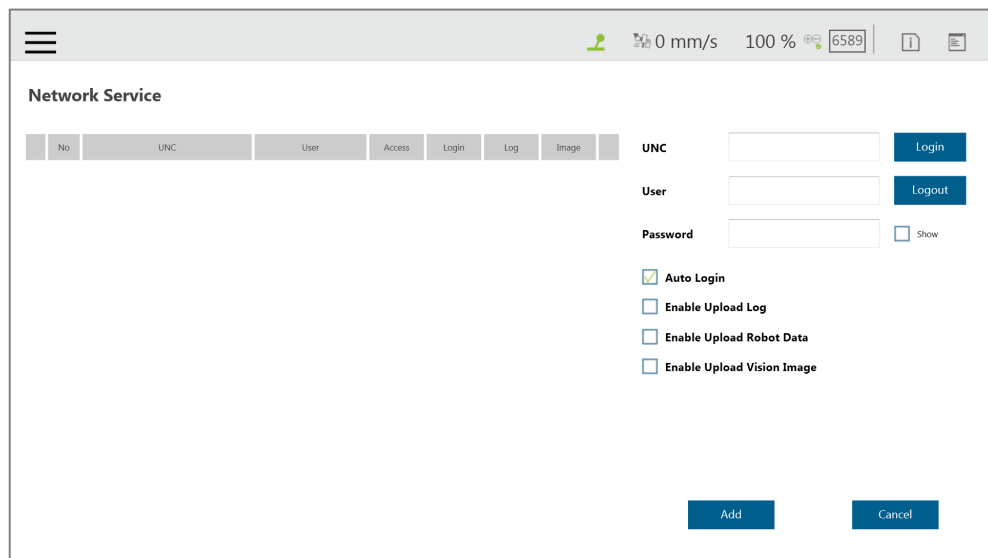 0 mm/s 100 % 6589
Network Service
No UNC User Access Login Log Image
UNC Login
User Logout
Password Show
Auto Login
Enable Upload Log
Enable Upload Robot Data
Enable Upload Vision Image
Add Cancel